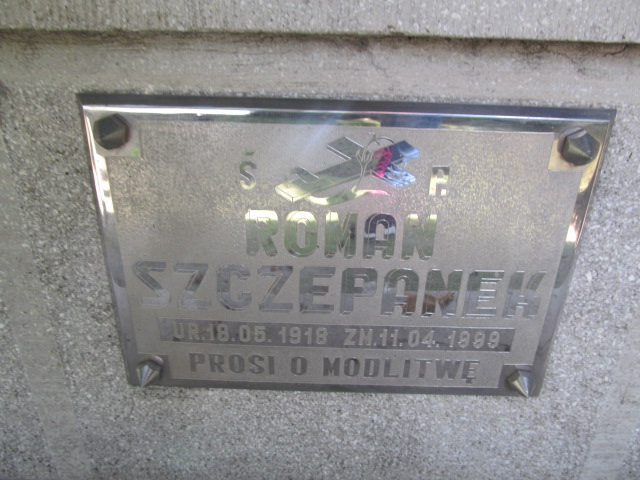 Ś P
ROMAN
SZCZEPANEK
UR.18.05.1918 ZM.11.04.1999
PROSI O MODLITWĘ